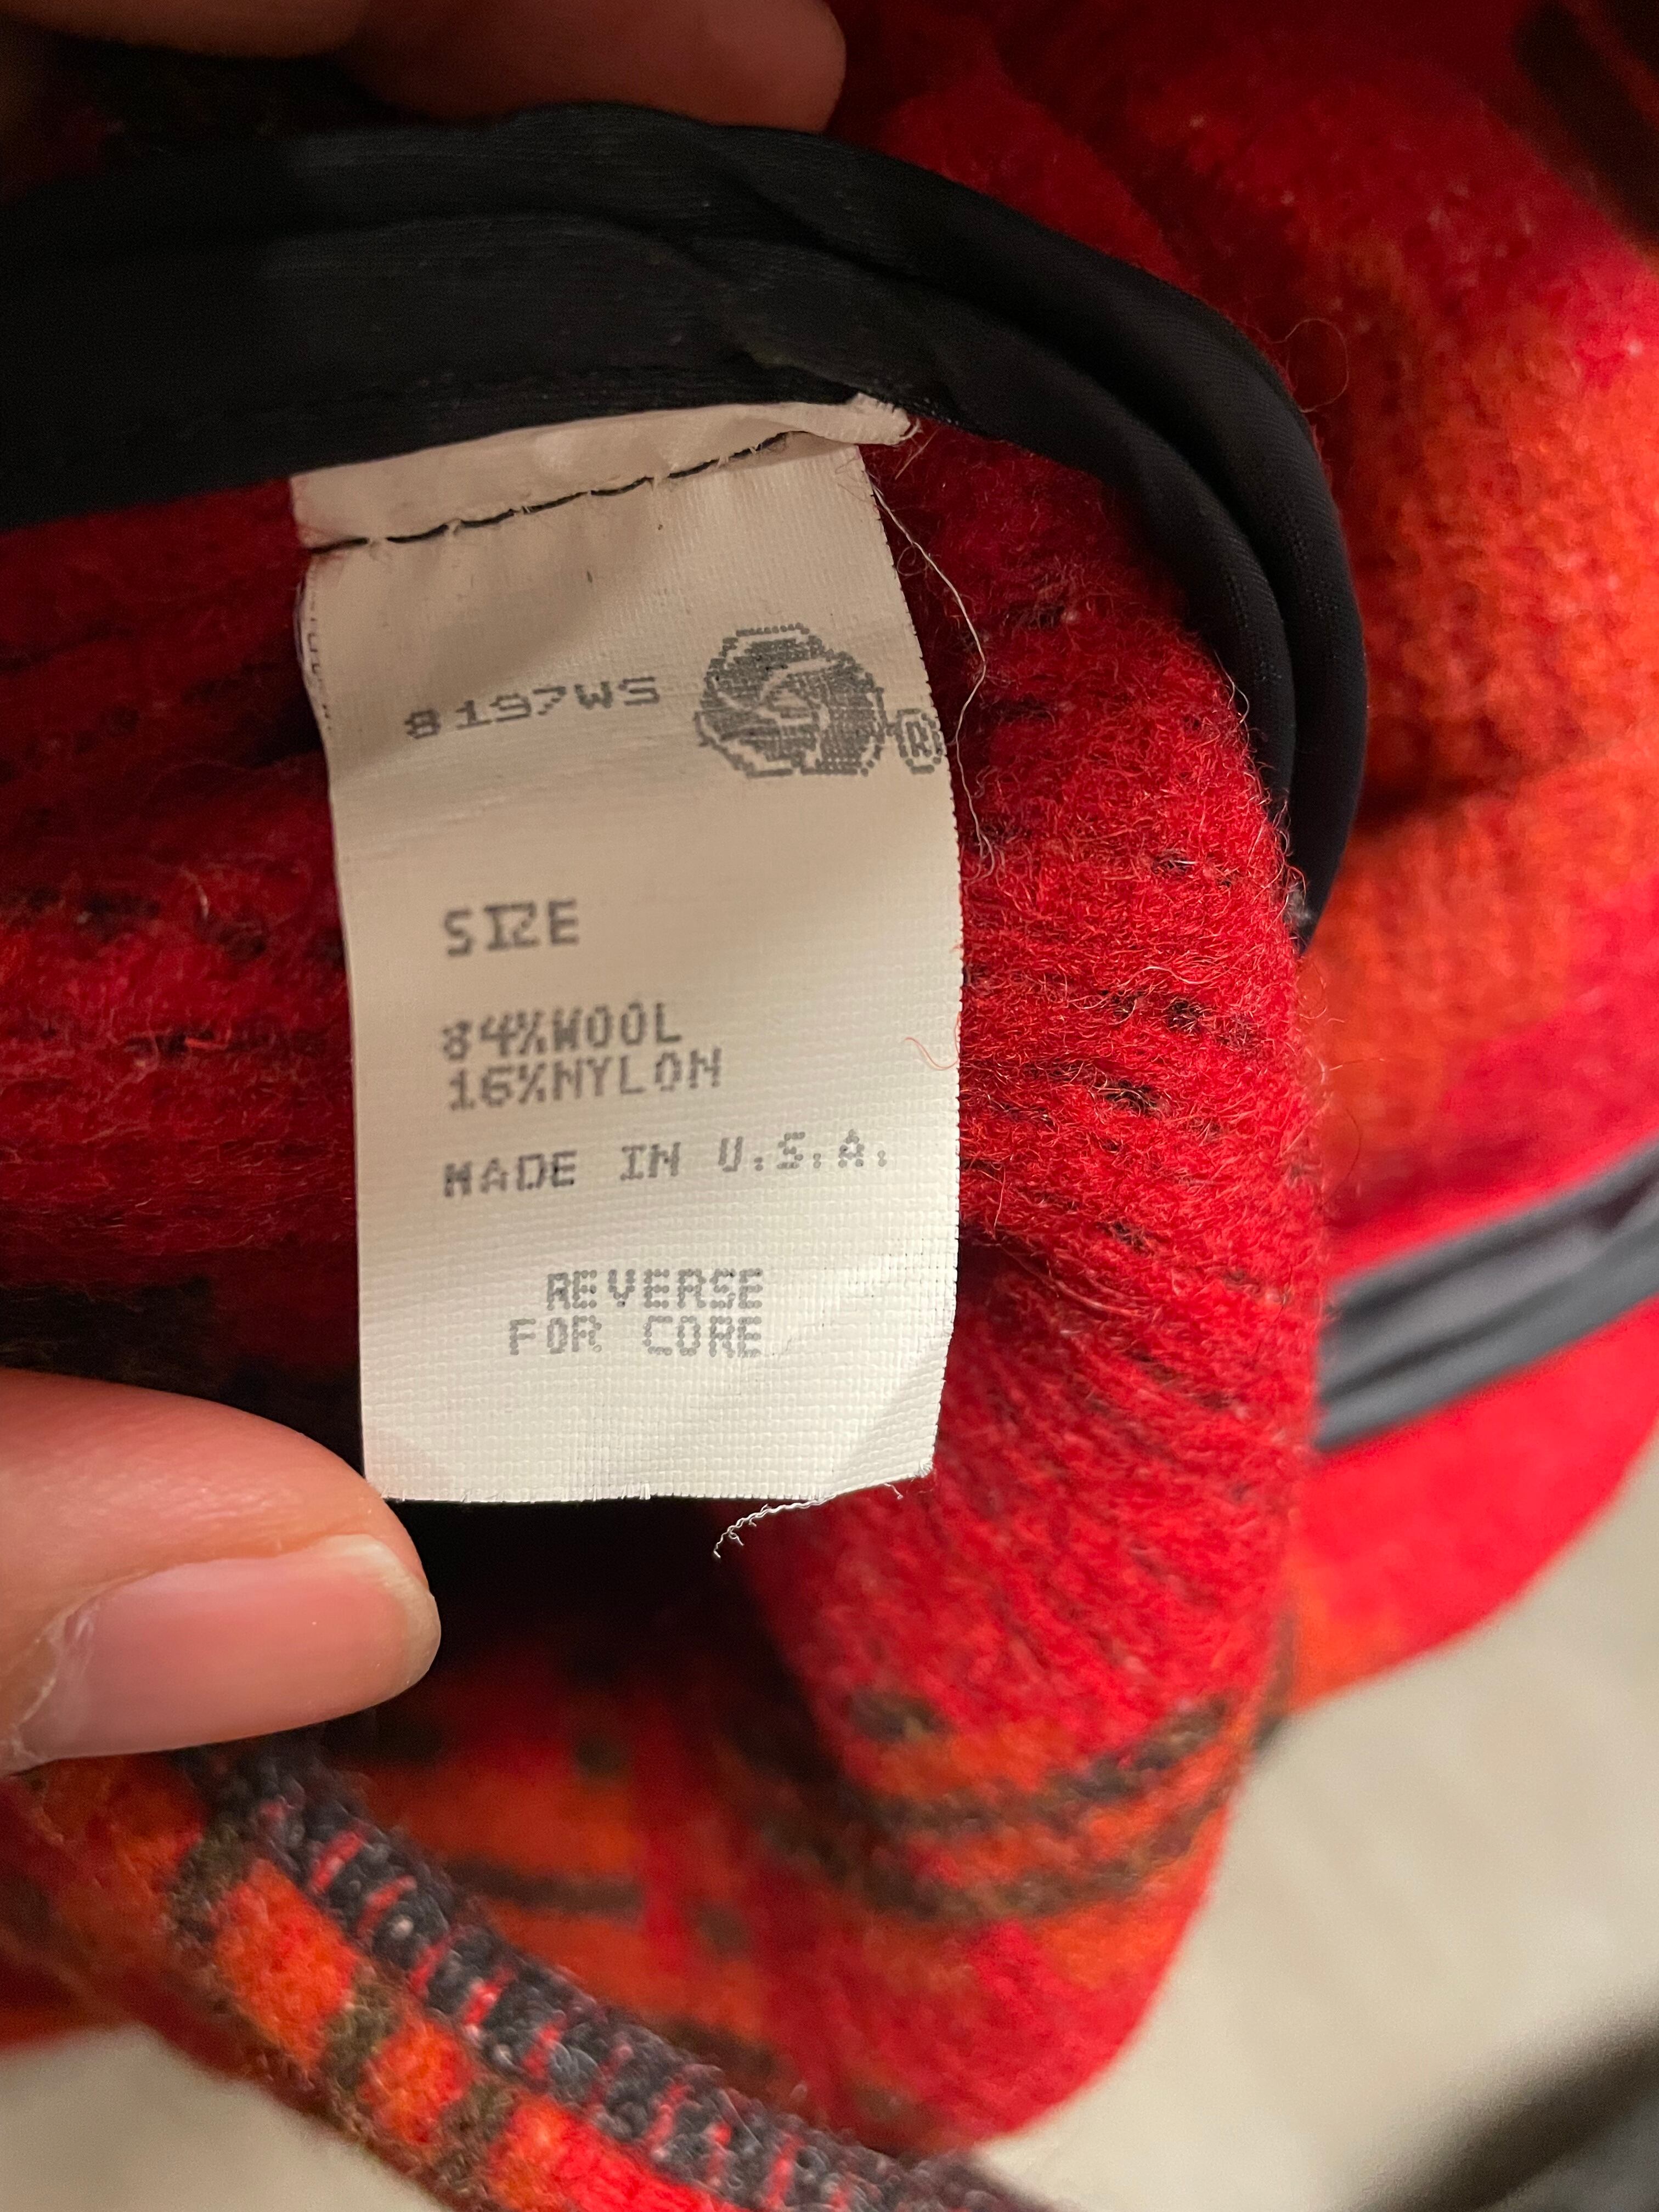 8197WS ®
SIZE
84%WOOL
16%NYLON
MADE IN U.S.A.
REVERSE
FOR CORE